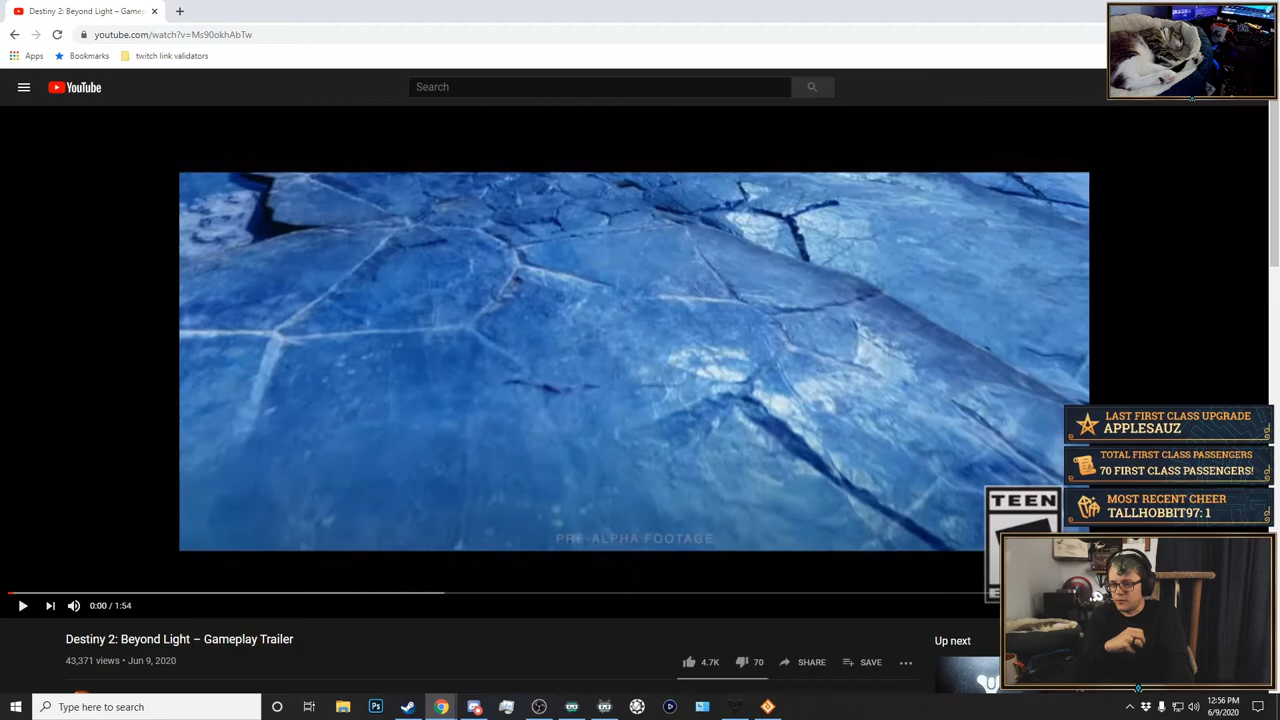 Destiny 2: Beyond Light – Game
youtube.com/watch?v=Ms90okhAbTw
Apps
Bookmarks
twitch link validators
YouTube
Search
LAST FIRST CLASS UPGRADE
APPLESAUZ
TOTAL FIRST CLASS PASSENGERS
70 FIRST CLASS PASSENGERS!
MOST RECENT CHEER
TALLHOBBIT97: 1
TEEN
PRE-ALPHA FOOTAGE
0:00 / 1:54
Destiny 2: Beyond Light – Gameplay Trailer
43,371 views • Jun 9, 2020
4.7K
70
SHARE
SAVE
Up next
Type here to search
Ps
12:56 PM
6/9/2020